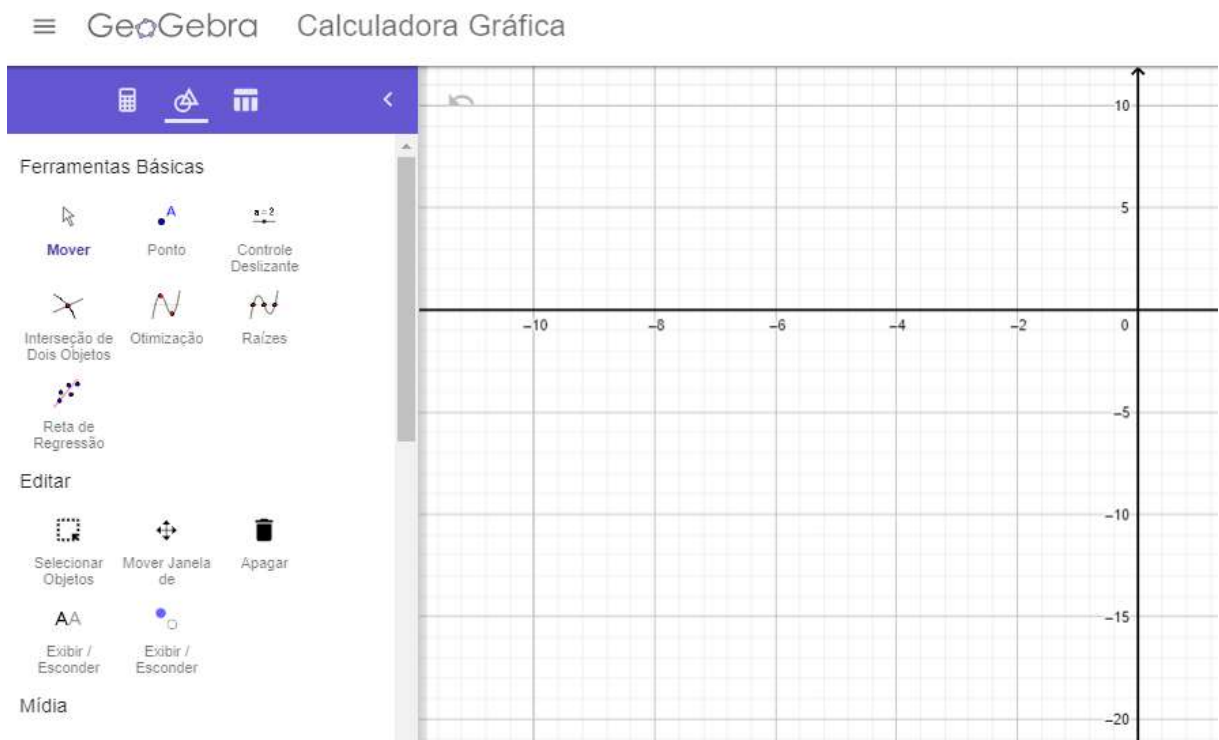 GeoGebra Calculadora Gráfica
Ferramentas Básicas
A
a = 2
Mover
Ponto
Controle
Deslizante
Interseção de
Dois Objetos
Otimização
Raízes
Reta de
Regressão
Editar
Selecionar
Objetos
Mover Janela
de
Apagar
AA
Exibir /
Esconder
Exibir /
Esconder
Mídia
10
5
−10 −8 −6 −4 −2 0
−5
−10
−15
−20